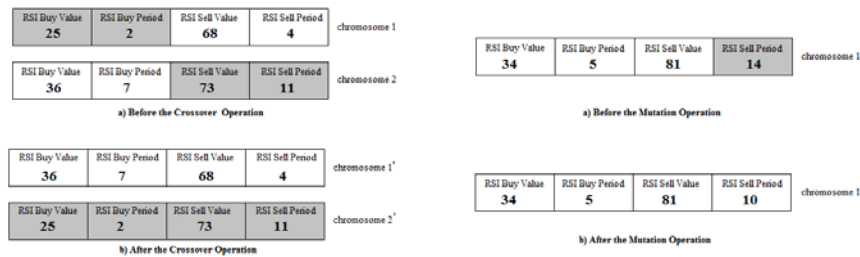 RSI Buy Value RSI Buy Period RSI Sell Value RSI Sell Period
25 2 68 4
chromosome 1
RSI Buy Value RSI Buy Period RSI Sell Value RSI Sell Period
36 7 73 11
chromosome 2
a) Before the Crossover Operation
RSI Buy Value RSI Buy Period RSI Sell Value RSI Sell Period
36 7 68 4
chromosome 1*
RSI Buy Value RSI Buy Period RSI Sell Value RSI Sell Period
25 2 73 11
chromosome 2*
b) After the Crossover Operation
RSI Buy Value RSI Buy Period RSI Sell Value RSI Sell Period
34 5 81 14
chromosome 1
a) Before the Mutation Operation
RSI Buy Value RSI Buy Period RSI Sell Value RSI Sell Period
34 5 81 10
chromosome 1
b) After the Mutation Operation